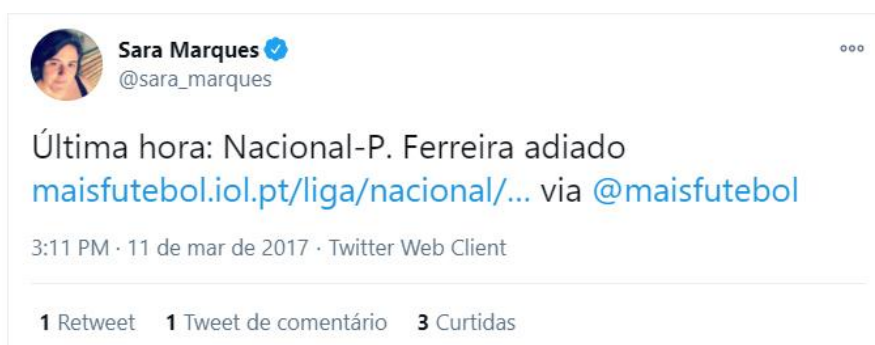 Sara Marques
@sara_marques
Última hora: Nacional-P. Ferreira adiado
maisfutebol.iol.pt/liga/nacional/... via @maisfutebol
3:11 PM · 11 de mar de 2017 · Twitter Web Client
1 Retweet 1 Tweet de comentário 3 Curtidas